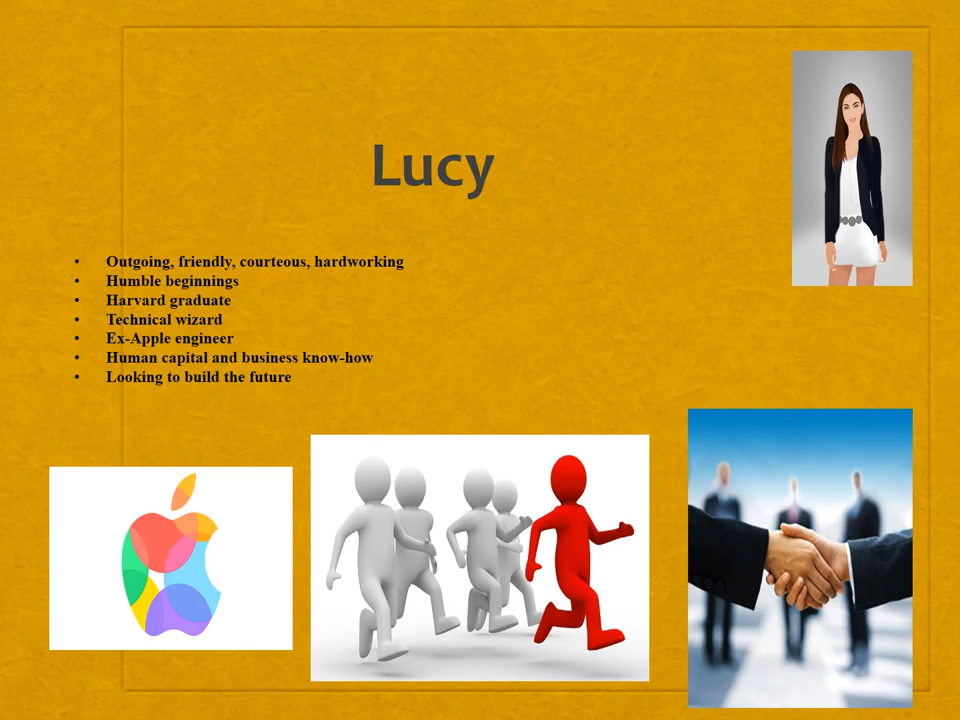 Lucy
• Outgoing, friendly, courteous, hardworking
• Humble beginnings
• Harvard graduate
• Technical wizard
• Ex-Apple engineer
• Human capital and business know-how
• Looking to build the future